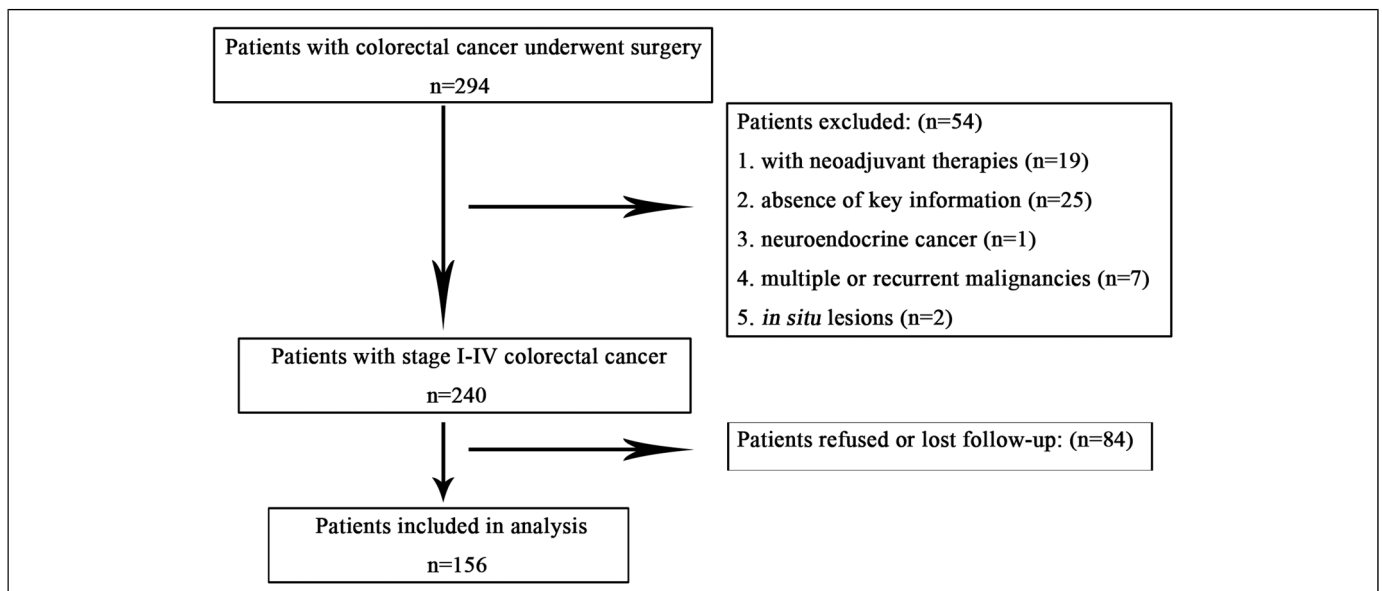 Patients with colorectal cancer underwent surgery
n=294
Patients excluded: (n=54)
1. with neoadjuvant therapies (n=19)
2. absence of key information (n=25)
3. neuroendocrine cancer (n=1)
4. multiple or recurrent malignancies (n=7)
5. in situ lesions (n=2)
Patients with stage I-IV colorectal cancer
n=240
Patients refused or lost follow-up: (n=84)
Patients included in analysis
n=156